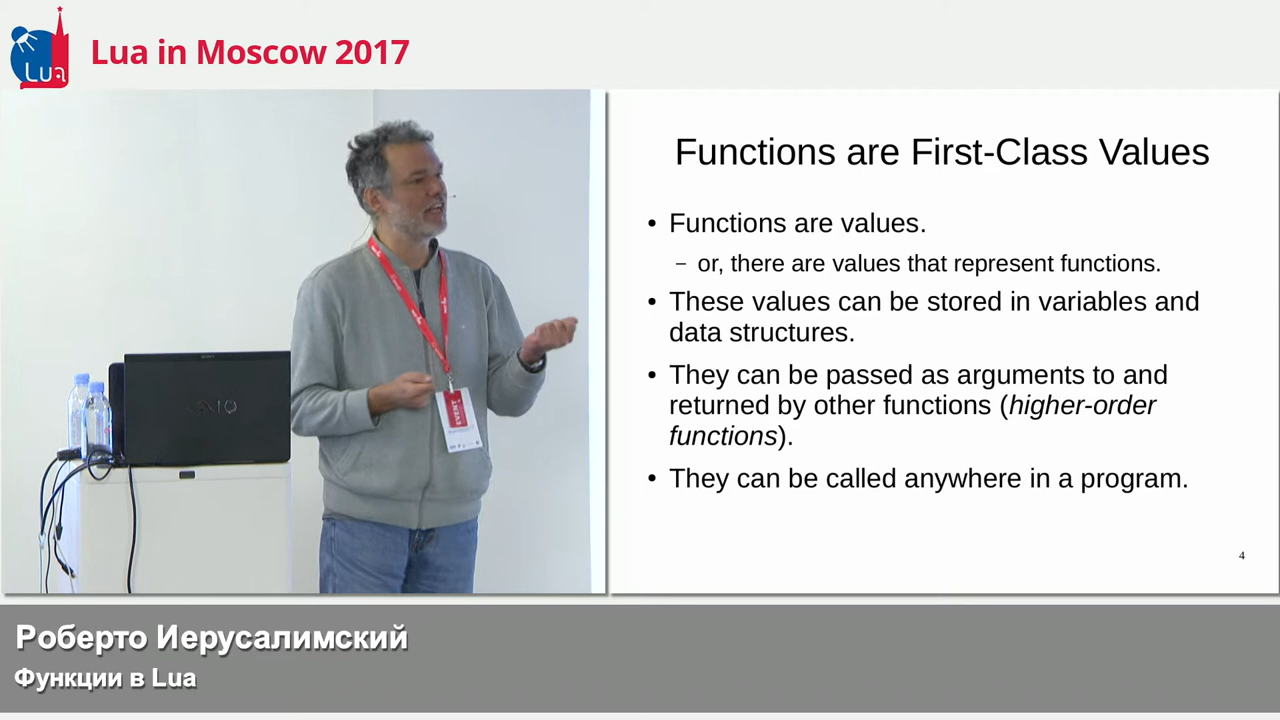 Lua
Lua in Moscow 2017
Functions are First-Class Values
• Functions are values.
– or, there are values that represent functions.
• These values can be stored in variables and
data structures.
• They can be passed as arguments to and
returned by other functions (higher-order
functions).
• They can be called anywhere in a program.
4
SONY
VAIO
EVENT
Роберто Иерусалимский
Функции в Lua